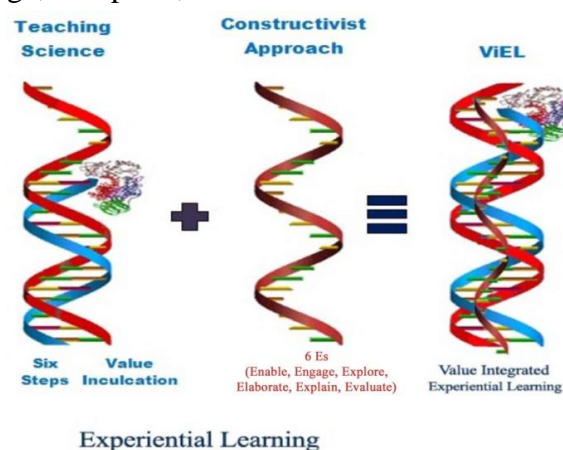 Teaching
Science
Constructivist
Approach
ViEL
Six
Steps
Value
Inculcation
6 Es
(Enable, Engage, Explore,
Elaborate, Explain, Evaluate)
Value Integrated
Experiential Learning
Experiential Learning